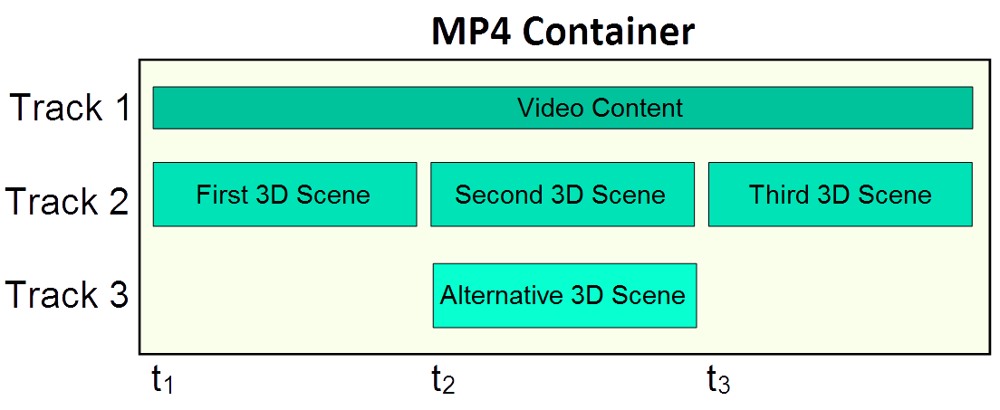 MP4 Container
Track 1
Video Content
Track 2
First 3D Scene
Second 3D Scene
Third 3D Scene
Track 3
Alternative 3D Scene
t1
t2
t3